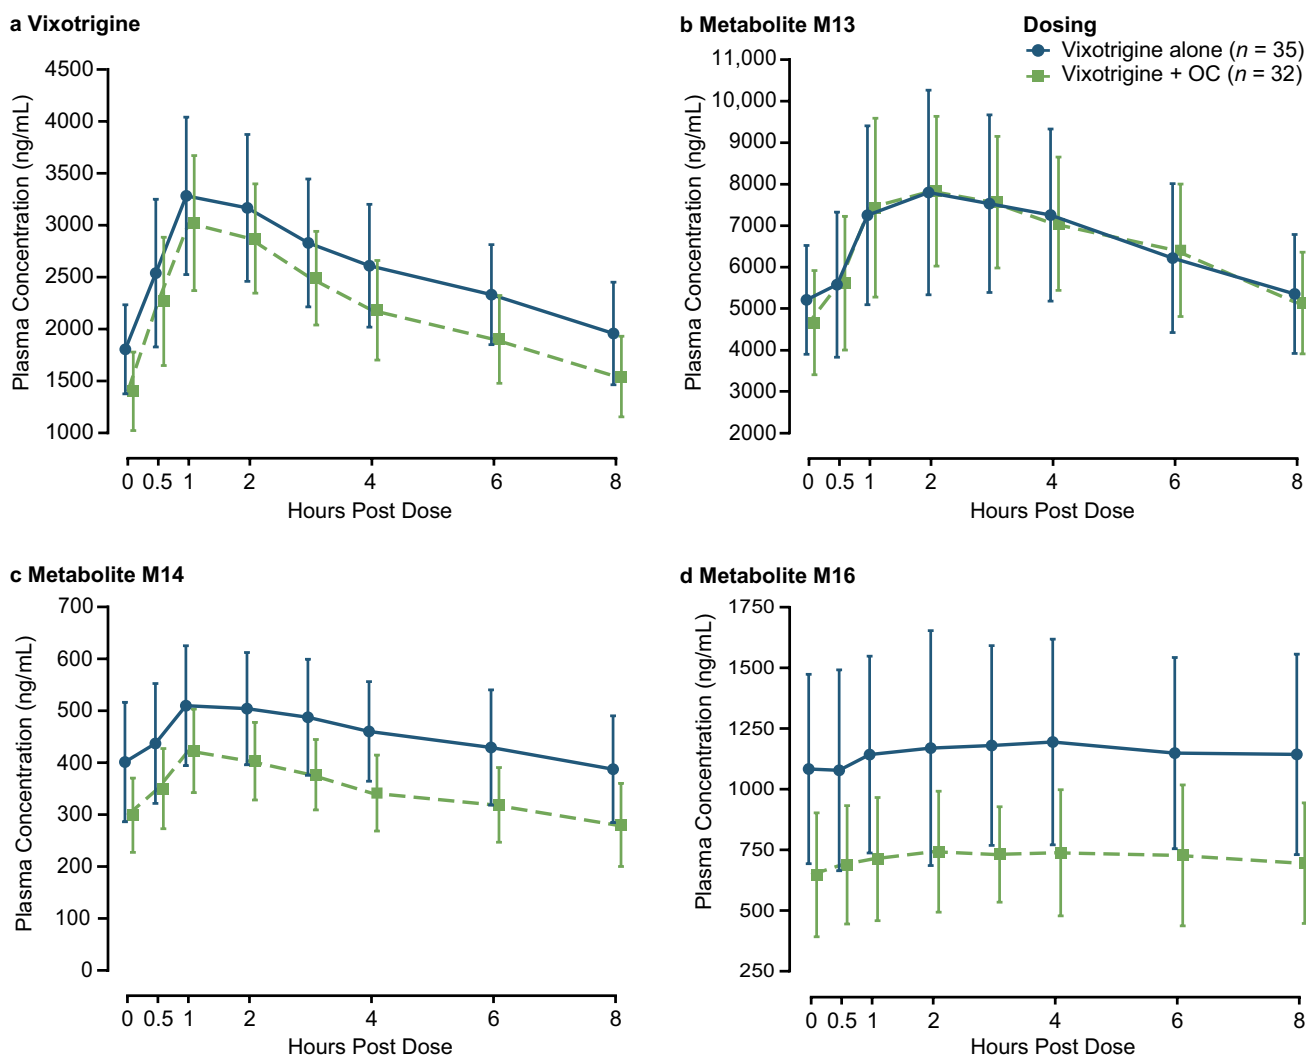 a Vixotrigine
4500
4000
3500
3000
2500
2000
1500
1000
Plasma Concentration (ng/mL)
0 0.5 1 2 4 6 8
Hours Post Dose
b Metabolite M13
Dosing
Vixotrigine alone (n = 35)
Vixotrigine + OC (n = 32)
11,000
10,000
9000
8000
7000
6000
5000
4000
3000
2000
Plasma Concentration (ng/mL)
0 0.5 1 2 4 6 8
Hours Post Dose
c Metabolite M14
700
600
500
400
300
200
100
0
Plasma Concentration (ng/mL)
0 0.5 1 2 4 6 8
Hours Post Dose
d Metabolite M16
1750
1500
1250
1000
750
500
250
Plasma Concentration (ng/mL)
0 0.5 1 2 4 6 8
Hours Post Dose